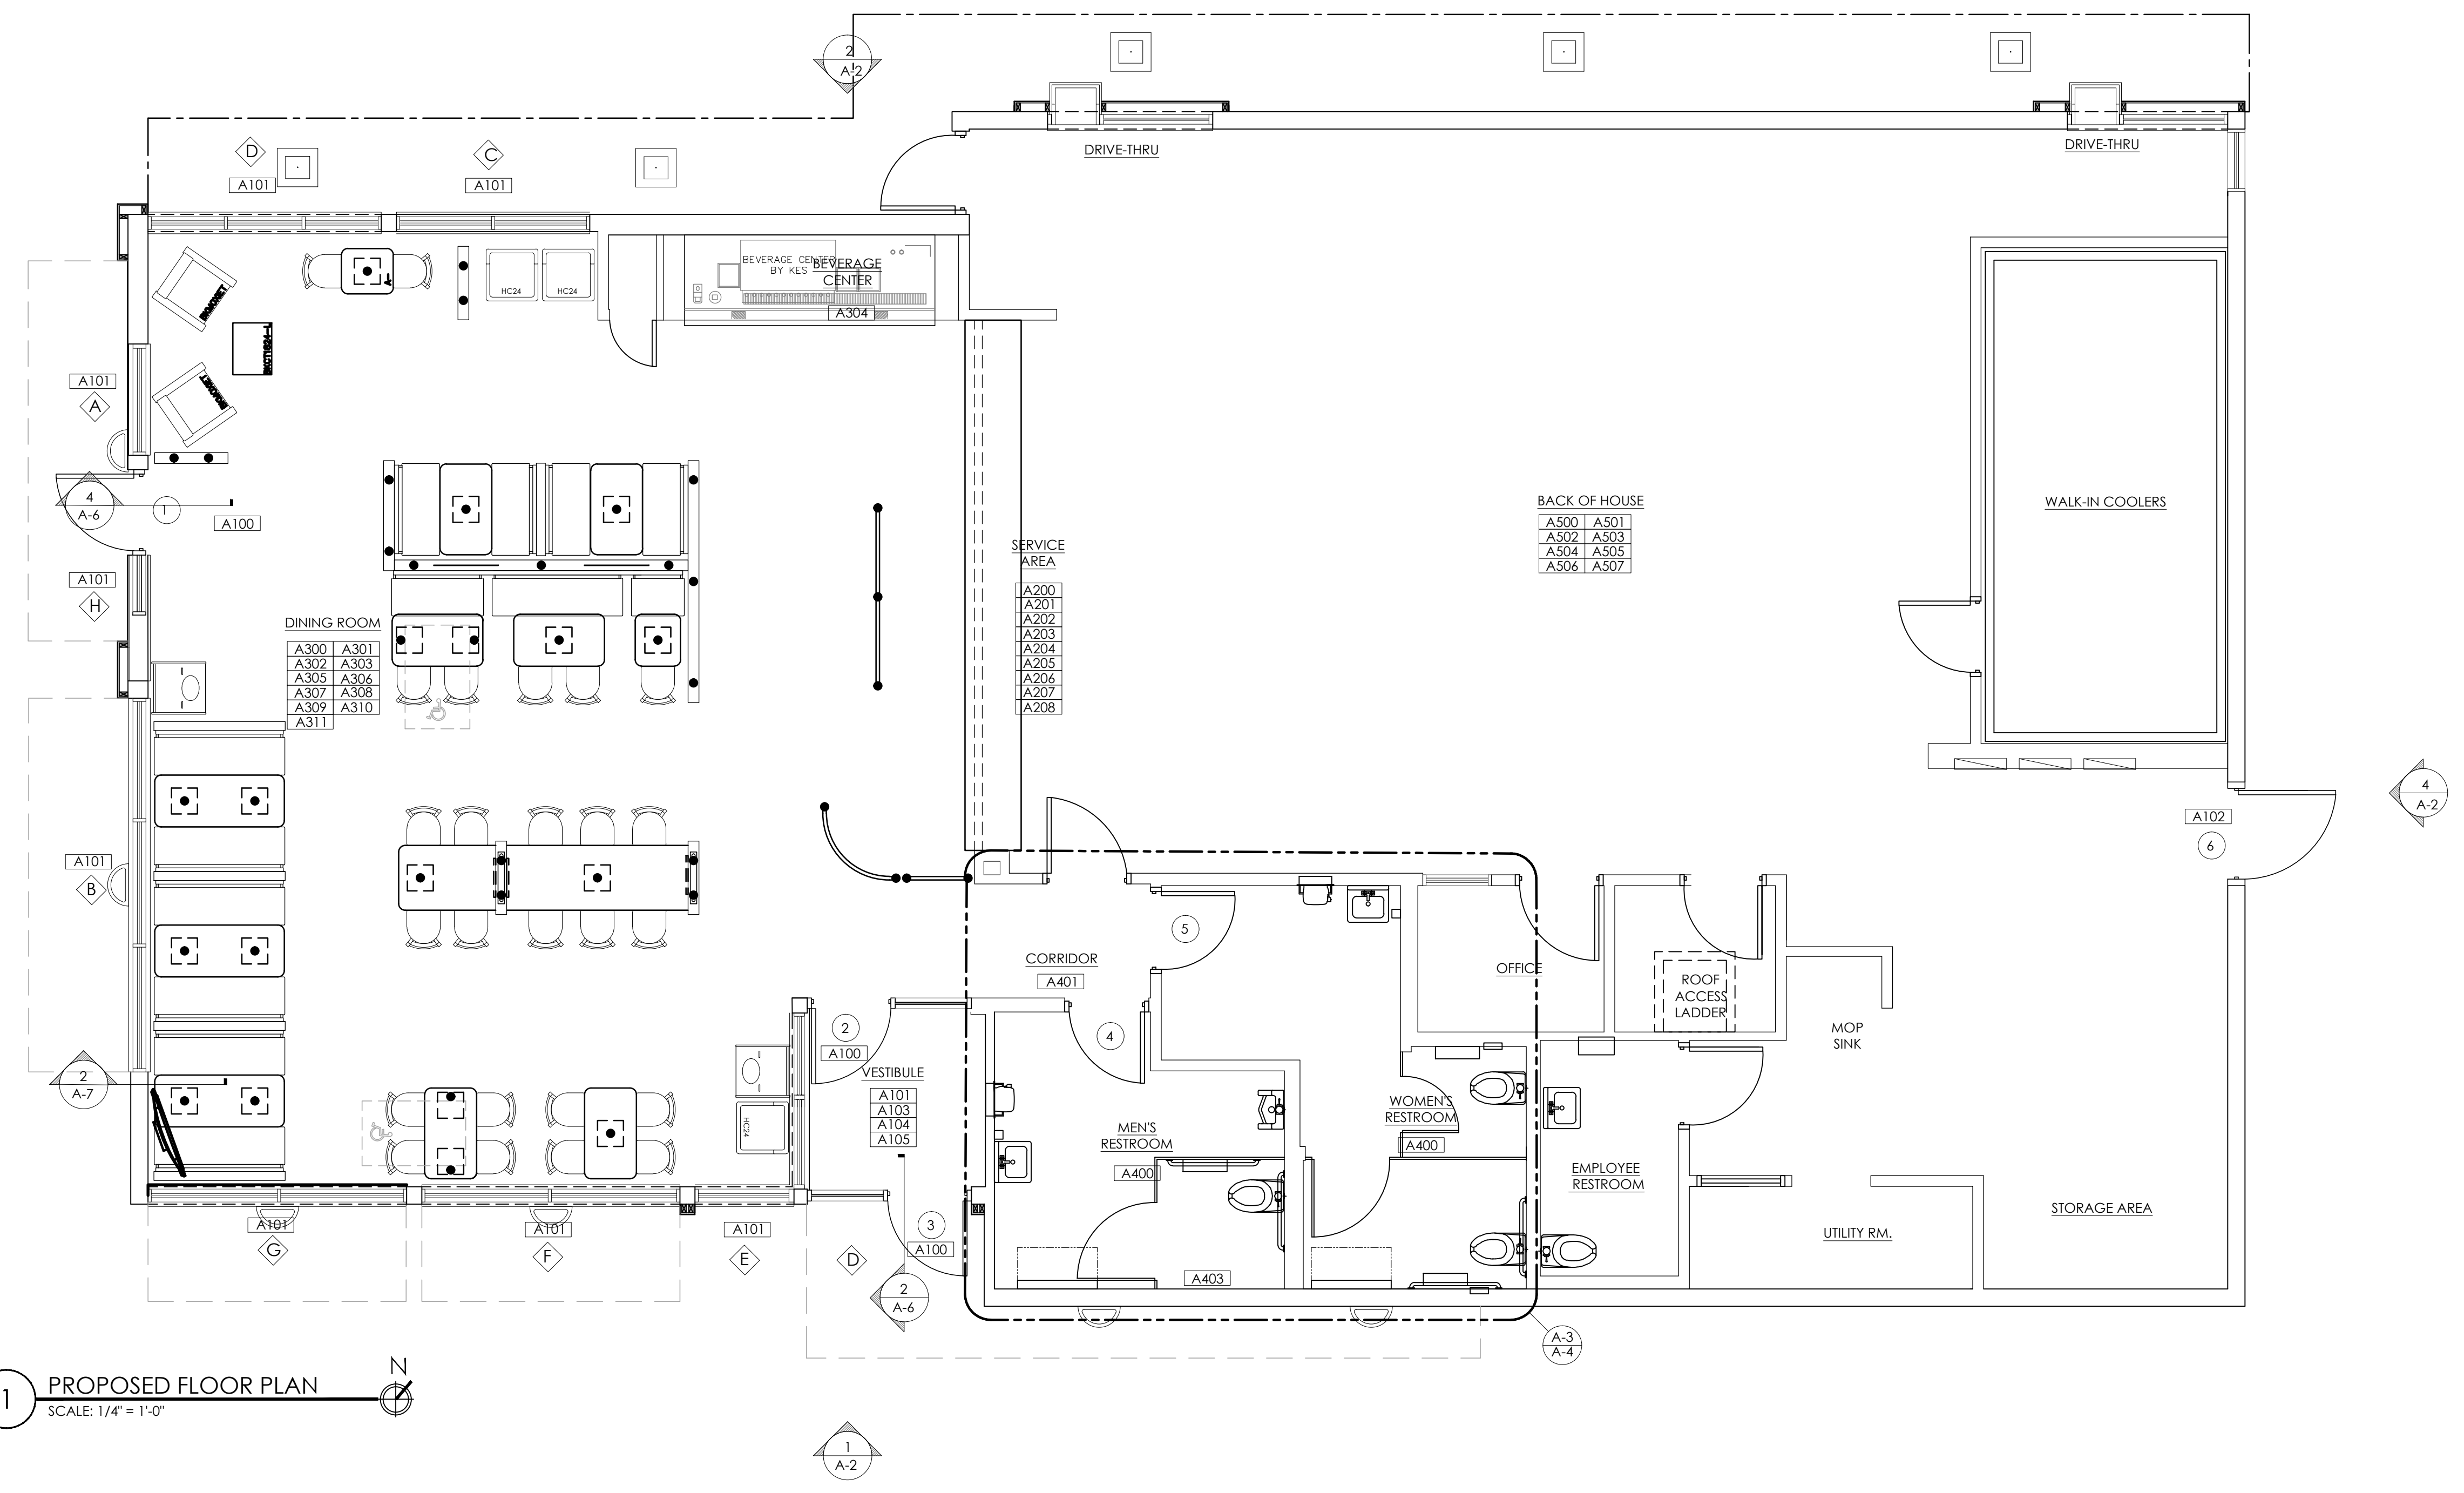 2
A-2
D
A101
C
A101
DRIVE-THRU
DRIVE-THRU
BEVERAGE CENTER
BY KES
BEVERAGE
CENTER
A304
HC24
HC24
A101
A
4
A-6
1
A100
A101
H
DINING ROOM
A300 A301
A302 A303
A305 A306
A307 A308
A309 A310
A311
SERVICE
AREA
A200
A201
A202
A203
A204
A205
A206
A207
A208
BACK OF HOUSE
A500 A501
A502 A503
A504 A505
A506 A507
WALK-IN COOLERS
4
A-2
A102
6
A101
B
5
CORRIDOR
A401
OFFICE
ROOF
ACCESS
LADDER
MOP
SINK
2
A100
4
2
A-7
VESTIBULE
A101
A103
A104
A105
HC24
MEN'S
RESTROOM
A400
WOMEN'S
RESTROOM
A400
EMPLOYEE
RESTROOM
STORAGE AREA
UTILITY RM.
A101
G
A101
F
A101
E
D
3
A100
A403
2
A-6
A-3
A-4
1
PROPOSED FLOOR PLAN
SCALE: 1/4" = 1'-0"
N
1
A-2